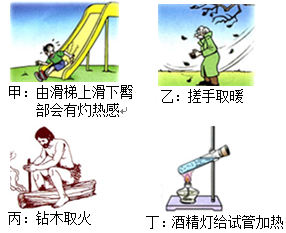 甲：由滑梯上滑下臀
部会有灼热感
乙：搓手取暖
丙：钻木取火
丁：酒精灯给试管加热